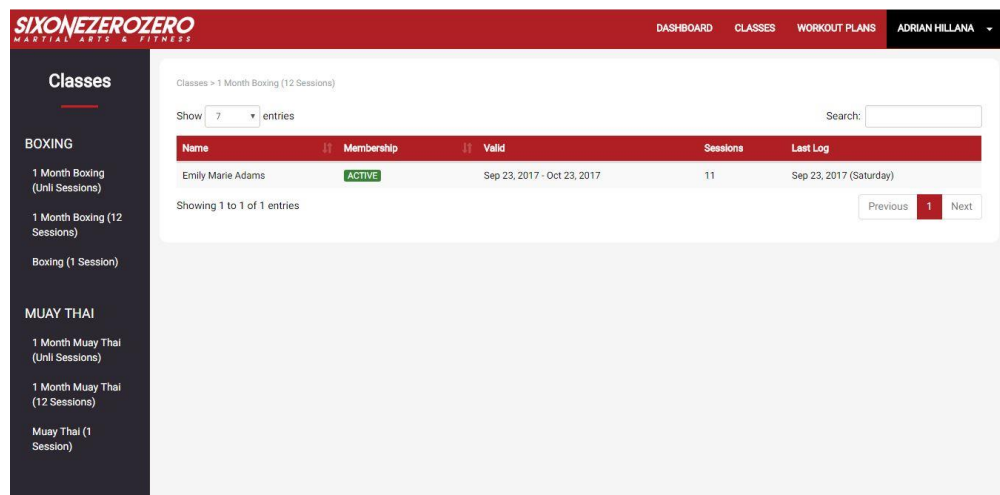 SIXONEZEROZERO
MARTIAL ARTS & FITNESS
DASHBOARD CLASSES WORKOUT PLANS ADRIAN HILLANA
Classes
BOXING
1 Month Boxing
(Unli Sessions)
1 Month Boxing (12
Sessions)
Boxing (1 Session)
MUAY THAI
1 Month Muay Thai
(Unli Sessions)
1 Month Muay Thai
(12 Sessions)
Muay Thai (1
Session)
Classes > 1 Month Boxing (12 Sessions)
Show 7 entries Search:
Name Membership Valid Sessions Last Log
Emily Marie Adams ACTIVE Sep 23, 2017 - Oct 23, 2017 11 Sep 23, 2017 (Saturday)
Showing 1 to 1 of 1 entries Previous 1 Next